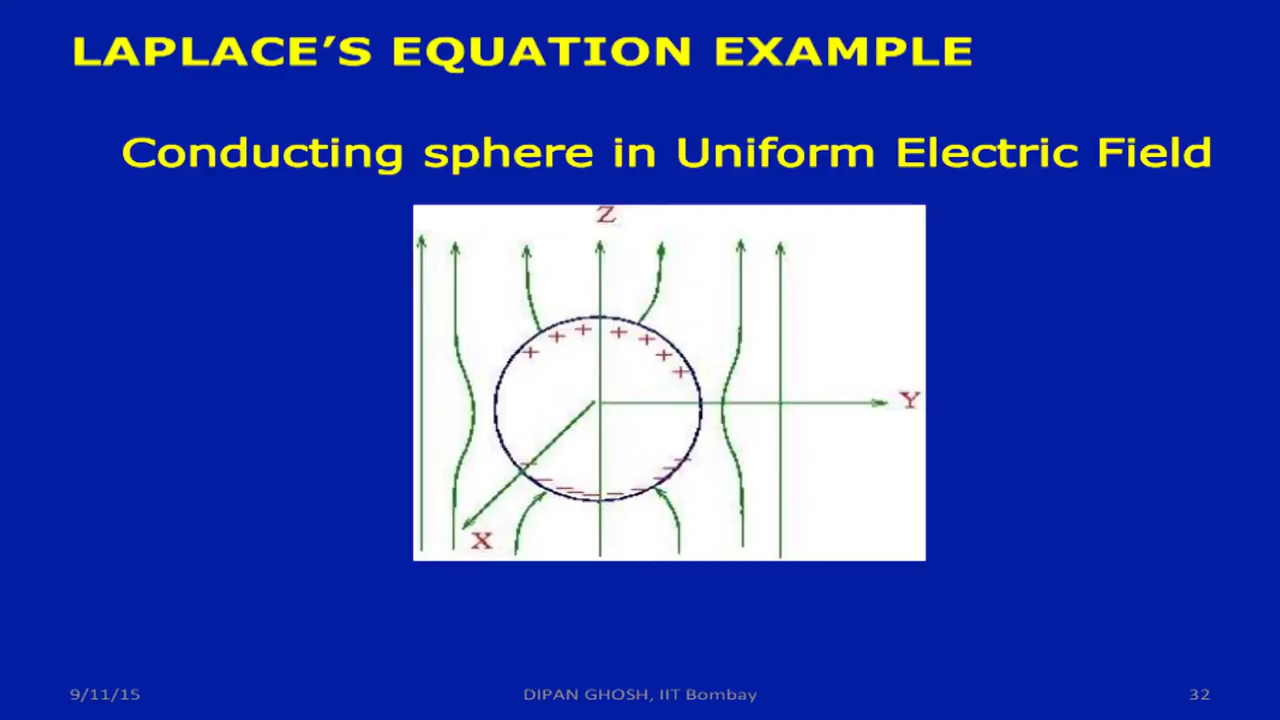 LAPLACE’S EQUATION EXAMPLE
Conducting sphere in Uniform Electric Field
Z
+ + + + + + +
Y
X
9/11/15
DIPAN GHOSH, IIT Bombay
32